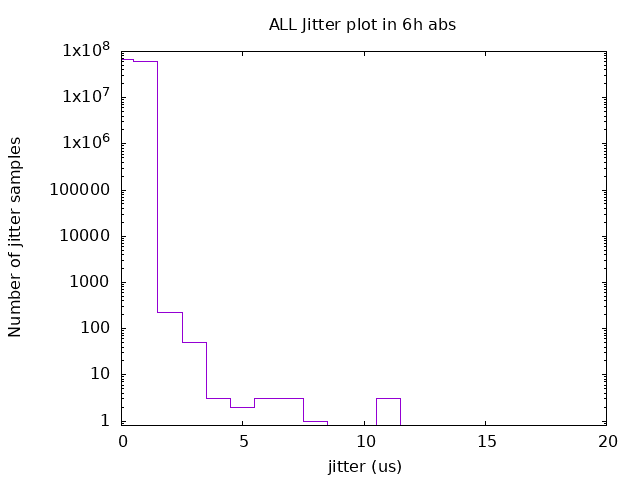 ALL Jitter plot in 6h abs
Number of jitter samples
1x10^8
1x10^7
1x10^6
100000
10000
1000
100
10
1
0 5 10 15 20
jitter (us)